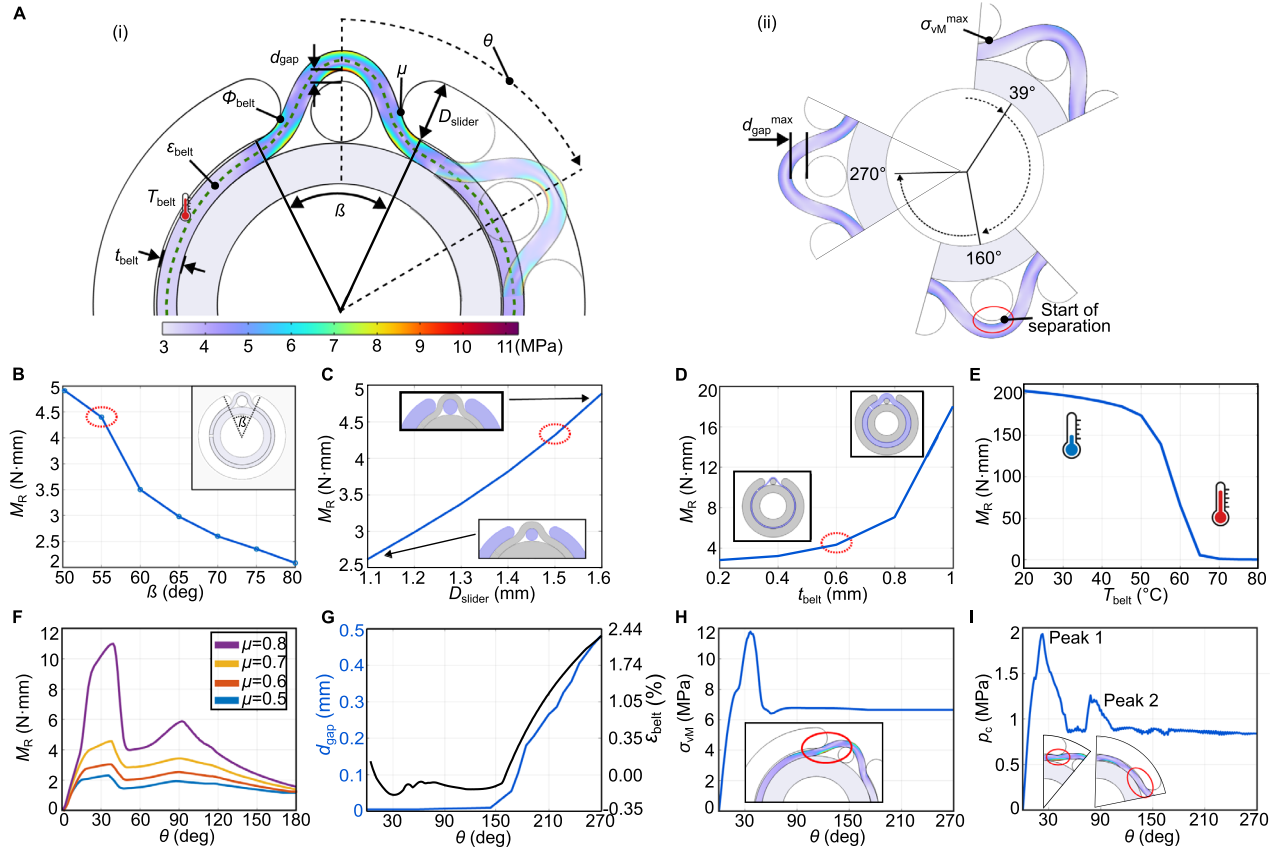 A
(i)
θ
d_gap
μ
Φ_belt
D_slider
ε_belt
T_belt
ß
t_belt
3 4 5 6 7 8 9 10 11(MPa)
(ii)
σ_vM^max
39°
d_gap^max
270°
160°
Start of
separation
B
M_R (N·mm)
5
4.5
4
3.5
3
2.5
2
ß
50 55 60 65 70 75 80
ß (deg)
C
M_R (N·mm)
5
4.5
4
3.5
3
2.5
1.1 1.2 1.3 1.4 1.5 1.6
D_slider (mm)
D
M_R (N·mm)
20
16
12
8
4
0.2 0.4 0.6 0.8 1
t_belt (mm)
E
M_R (N·mm)
200
150
100
50
0
20 30 40 50 60 70 80
T_belt (°C)
F
M_R (N·mm)
12
10
8
6
4
2
0
μ=0.8
μ=0.7
μ=0.6
μ=0.5
0 30 60 90 120 150 180
θ (deg)
G
d_gap (mm)
0.5
0.4
0.3
0.2
0.1
0
2.44
1.74
1.05
0.35
0.00
-0.35
ε_belt (%)
30 90 150 210 270
θ (deg)
H
σ_vM (MPa)
12
10
8
6
4
2
0
30 90 150 210 270
θ (deg)
I
p_c (MPa)
2
1.5
1
0.5
0
Peak 1
Peak 2
30 90 150 210 270
θ (deg)